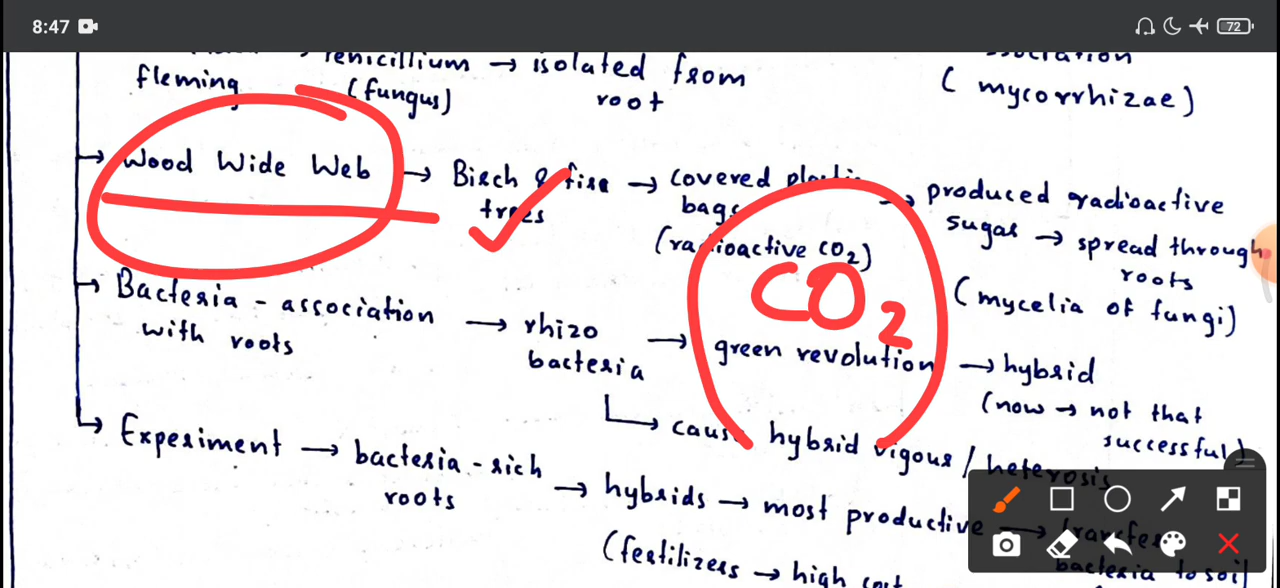 8:47
72
Penicillium → isolated from
fleming (fungus) root
(mycorrhizae)
→ Wood Wide Web → Birch & firr → covered plastic → produced radioactive
trees bags sugar → spread through
(radioactive CO₂) roots
CO₂
(mycelia of fungi)
→ Bacteria - association → rhizo → green revolution → hybrid
with roots bacteria (now → not that
successful)
→ cause hybrid vigour / heterosis
→ Experiment → bacteria-rich → hybrids → most productive → transfer
roots bacteria to soil
(fertilizers → high cost